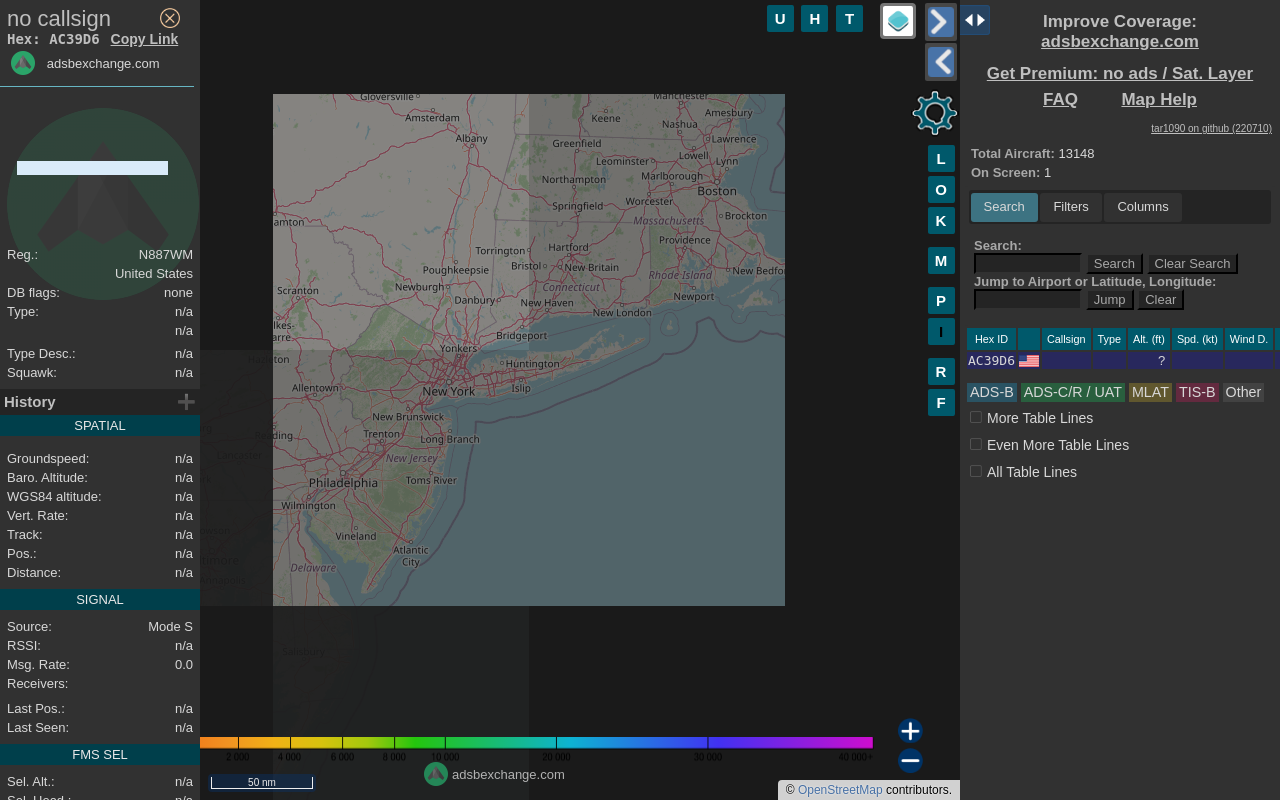 no callsign
Hex: AC39D6 Copy Link
adsbexchange.com
Reg.: N887WM
United States
DB flags: none
Type: n/a
n/a
Type Desc.: n/a
Squawk: n/a
History
SPATIAL
Groundspeed: n/a
Baro. Altitude: n/a
WGS84 altitude: n/a
Vert. Rate: n/a
Track: n/a
Pos.: n/a
Distance: n/a
SIGNAL
Source: Mode S
RSSI: n/a
Msg. Rate: 0.0
Receivers:
Last Pos.: n/a
Last Seen: n/a
FMS SEL
Sel. Alt.: n/a
Sel. Head.: n/a
U H T
L
O
K
M
P
I
R
F
Gloversville
Manchester
Amsterdam
Keene
Amesbury
Nashua
Albany
Greenfield
Lawrence
Leominster
Lowell
Lynn
Northampton
Marlborough
Boston
Springfield
Worcester
Brockton
Massachusetts
Torrington
Hartford
Providence
Poughkeepsie
Bristol
New Britain
Rhode Island
New Bedfo
Newburgh
Danbury
Connecticut
New Haven
New London
Newport
Scranton
Bridgeport
Yonkers
Huntington
Islip
New York
Allentown
New Brunswick
Trenton
Long Branch
New Jersey
Philadelphia
Toms River
Wilmington
Vineland
Atlantic
City
Delaware
Salisbury
2 000 4 000 6 000 8 000 10 000 20 000 30 000 40 000+
adsbexchange.com
50 nm
© OpenStreetMap contributors.
Improve Coverage:
adsbexchange.com
Get Premium: no ads / Sat. Layer
FAQ Map Help
tar1090 on github (220710)
Total Aircraft: 13148
On Screen: 1
Search Filters Columns
Search:
Search Clear Search
Jump to Airport or Latitude, Longitude:
Jump Clear
Hex ID Callsign Type Alt. (ft) Spd. (kt) Wind D.
AC39D6 ?
ADS-B ADS-C/R / UAT MLAT TIS-B Other
More Table Lines
Even More Table Lines
All Table Lines